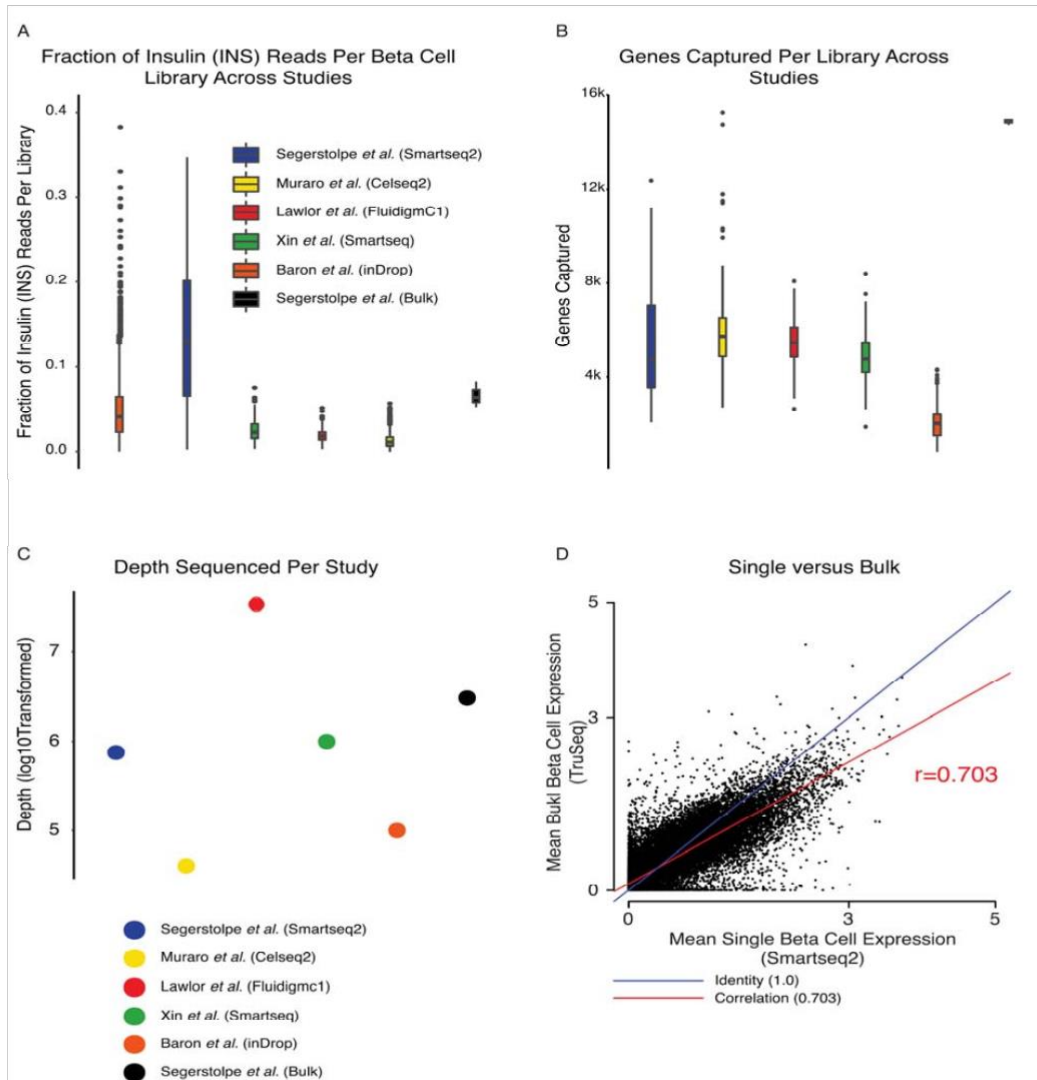 A
Fraction of Insulin (INS) Reads Per Beta Cell
Library Across Studies
Fraction of Insulin (INS) Reads Per Library
0.4
0.3
0.2
0.1
0.0
Segerstolpe et al. (Smartseq2)
Muraro et al. (Celseq2)
Lawlor et al. (FluidigmC1)
Xin et al. (Smartseq)
Baron et al. (inDrop)
Segerstolpe et al. (Bulk)
B
Genes Captured Per Library Across
Studies
Genes Captured
16k
12k
8k
4k
C
Depth Sequenced Per Study
Depth (log10Transformed)
7
6
5
Segerstolpe et al. (Smartseq2)
Muraro et al. (Celseq2)
Lawlor et al. (Fluidigmc1)
Xin et al. (Smartseq)
Baron et al. (inDrop)
Segerstolpe et al. (Bulk)
D
Single versus Bulk
Mean Bukl Beta Cell Expression
(TruSeq)
5
3
0
r=0.703
0
3
5
Mean Single Beta Cell Expression
(Smartseq2)
Identity (1.0)
Correlation (0.703)